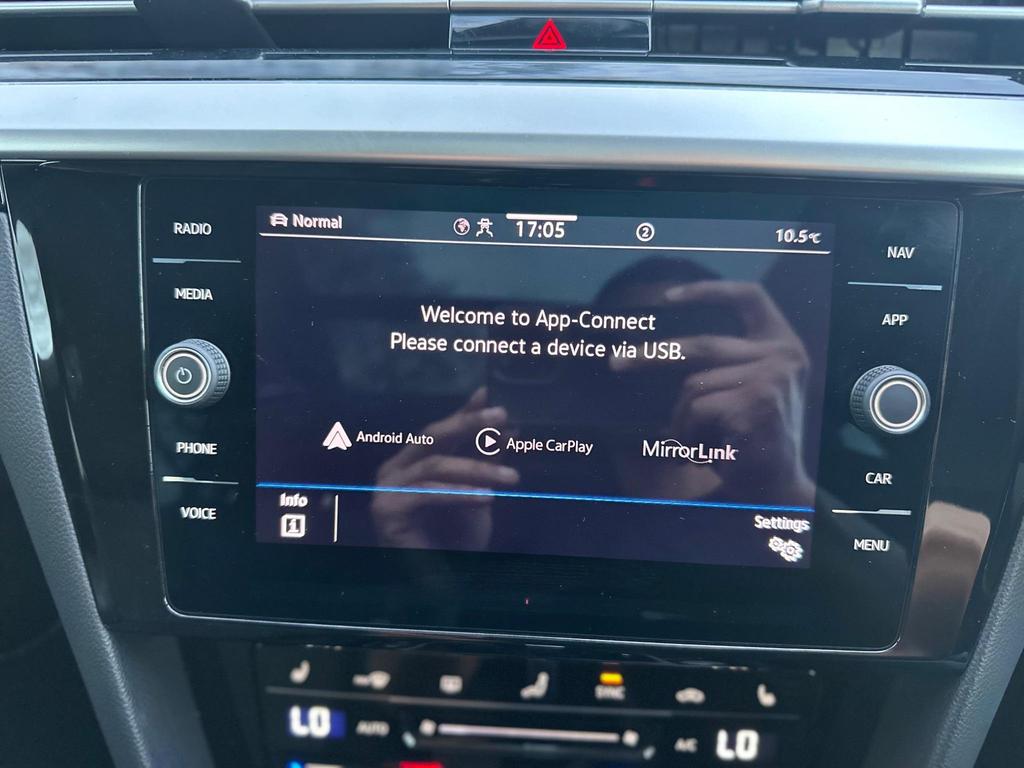 RADIO
MEDIA
PHONE
VOICE
Normal
17:05
2
10.5°C
Welcome to App-Connect
Please connect a device via USB.
Android Auto
Apple CarPlay
MirrorLink
Info
Settings
NAV
APP
CAR
MENU
SYNC
LO
AUTO
A/C
LO